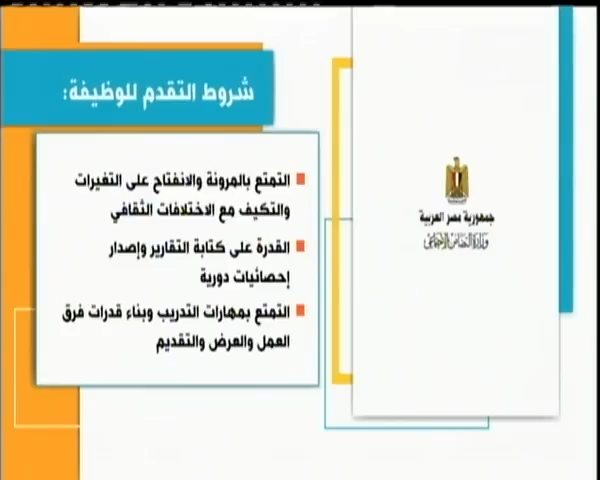 شروط التقدم للوظيفة:
التمتع بالمرونة والانفتاح على التغيرات
والتكيف مع الاختلافات الثقافي
القدرة على كتابة التقارير وإصدار
إحصائيات دورية
التمتع بمهارات التدريب وبناء قدرات فرق
العمل والعرض والتقديم
جمهورية مصر العربية
وزارة التضامن الاجتماعي